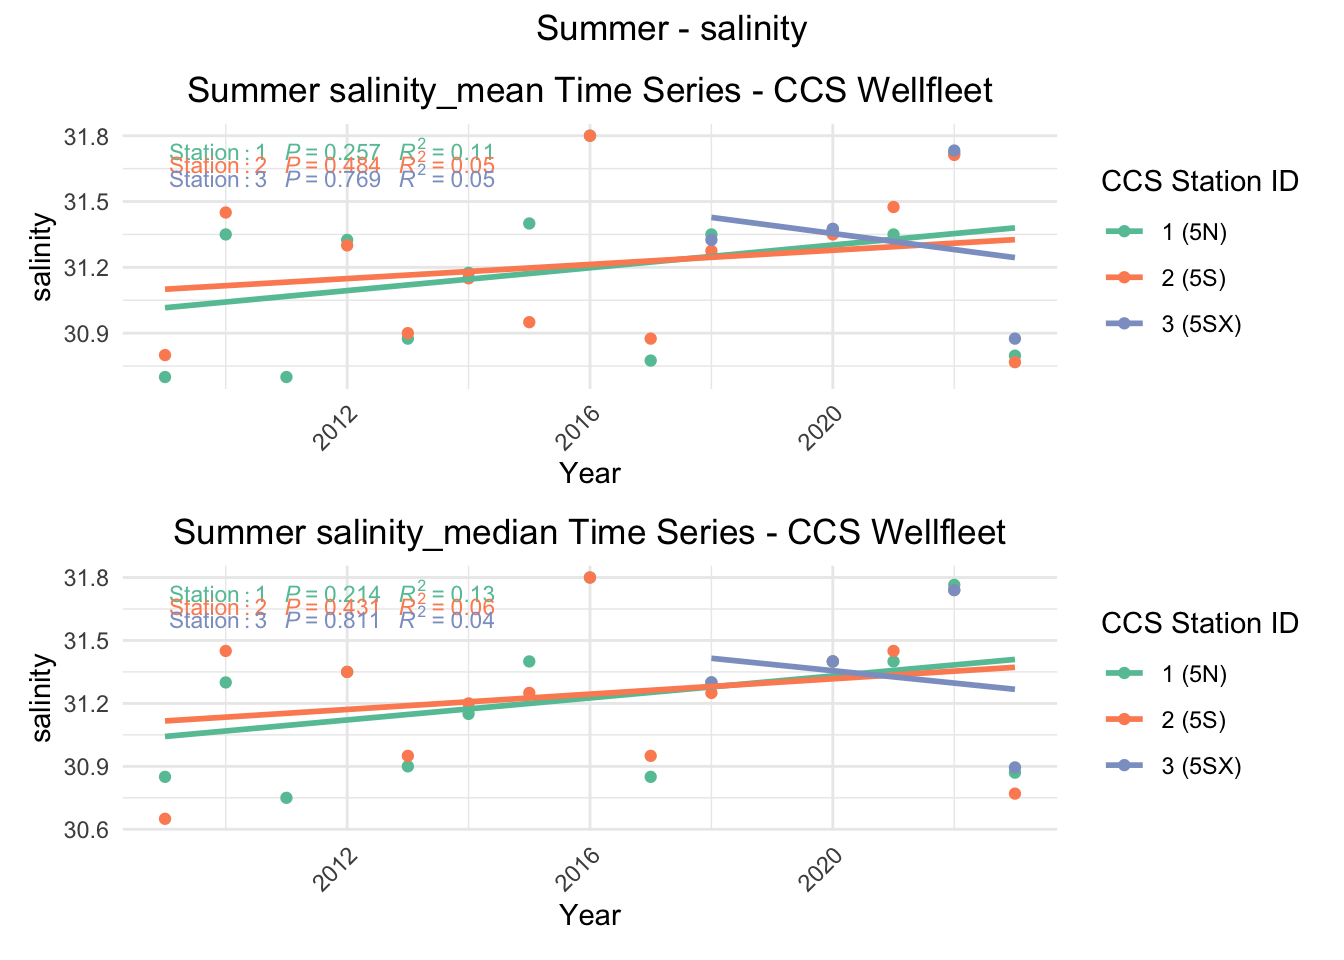 Summer - salinity
Summer salinity_mean Time Series - CCS Wellfleet
31.8
31.5
31.2
30.9
salinity
Station : 1 P = 0.257 R² = 0.11
Station : 2 P = 0.484 R² = 0.05
Station : 3 P = 0.769 R² = 0.05
2012
2016
2020
Year
CCS Station ID
1 (5N)
2 (5S)
3 (5SX)
Summer salinity_median Time Series - CCS Wellfleet
31.8
31.5
31.2
30.9
30.6
salinity
Station : 1 P = 0.214 R² = 0.13
Station : 2 P = 0.431 R² = 0.06
Station : 3 P = 0.811 R² = 0.04
2012
2016
2020
Year
CCS Station ID
1 (5N)
2 (5S)
3 (5SX)